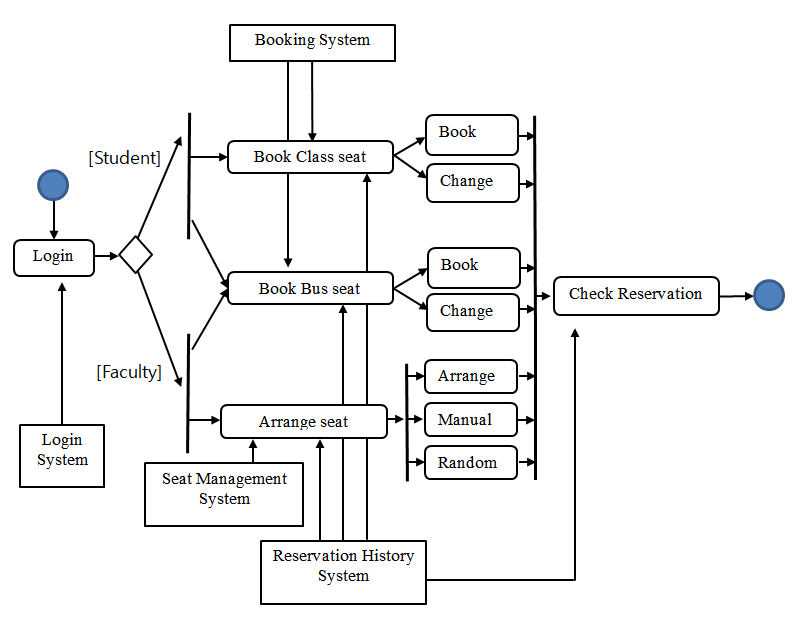 Booking System
[Student]
Book Class seat
Book
Change
Login
Book Bus seat
Book
Change
Check Reservation
[Faculty]
Arrange seat
Arrange
Manual
Random
Login
System
Seat Management
System
Reservation History
System